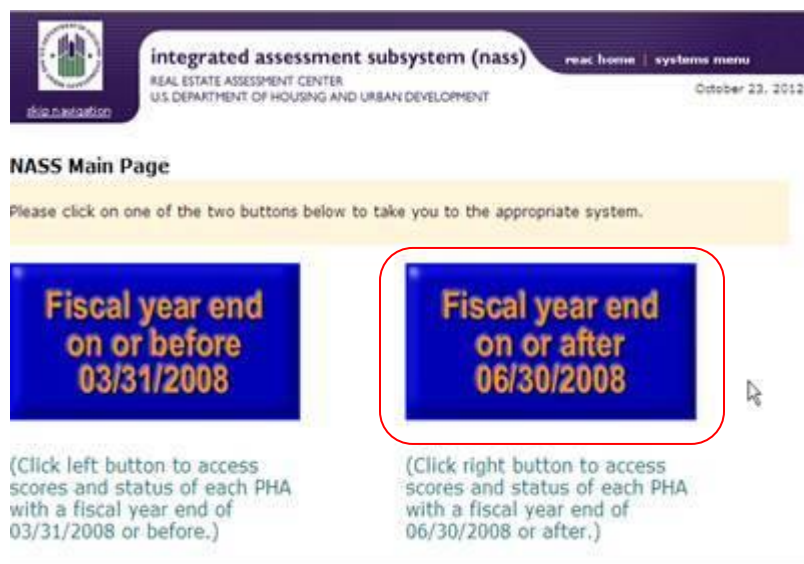 integrated assessment subsystem (nass)
reac home | systems menu
REAL ESTATE ASSESSMENT CENTER
U.S. DEPARTMENT OF HOUSING AND URBAN DEVELOPMENT
October 23, 2012
skip navigation
NASS Main Page
Please click on one of the two buttons below to take you to the appropriate system.
Fiscal year end
on or before
03/31/2008
Fiscal year end
on or after
06/30/2008
(Click left button to access
scores and status of each PHA
with a fiscal year end of
03/31/2008 or before.)
(Click right button to access
scores and status of each PHA
with a fiscal year end of
06/30/2008 or after.)